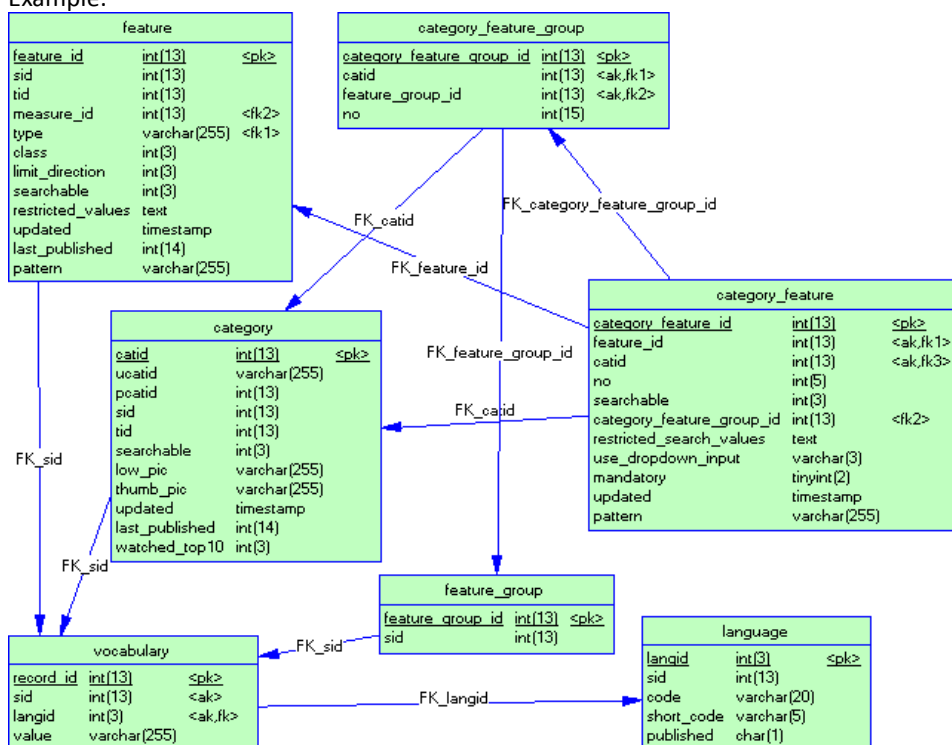 Example:
feature
feature_id int(13) <pk>
sid int(13)
tid int(13)
measure_id int(13) <fk2>
type varchar(255) <fk1>
class int(3)
limit_direction int(3)
searchable int(3)
restricted_values text
updated timestamp
last_published int(14)
pattern varchar(255)
category_feature_group
category_feature_group_id int(13) <pk>
catid int(13) <ak,fk1>
feature_group_id int(13) <ak,fk2>
no int(15)
FK_catid
FK_category_feature_group_id
FK_feature_id
FK_feature_group_id
category_feature
category_feature_id int(13) <pk>
feature_id int(13) <ak,fk1>
catid int(13) <ak,fk3>
no int(5)
searchable int(3)
category_feature_group_id int(13) <fk2>
restricted_search_values text
use_dropdown_input varchar(3)
mandatory tinyint(2)
updated timestamp
pattern varchar(255)
category
catid int(13) <pk>
ucatid varchar(255)
pcatid int(13)
sid int(13)
tid int(13)
searchable int(3)
low_pic varchar(255)
thumb_pic varchar(255)
updated timestamp
last_published int(14)
watched_top10 int(3)
FK_catid
FK_sid
FK_sid
feature_group
feature_group_id int(13) <pk>
sid int(13)
FK_sid
vocabulary
record_id int(13) <pk>
sid int(13) <ak>
langid int(3) <ak,fk>
value varchar(255)
FK_langid
language
langid int(3) <pk>
sid int(13)
code varchar(20)
short_code varchar(5)
published char(1)